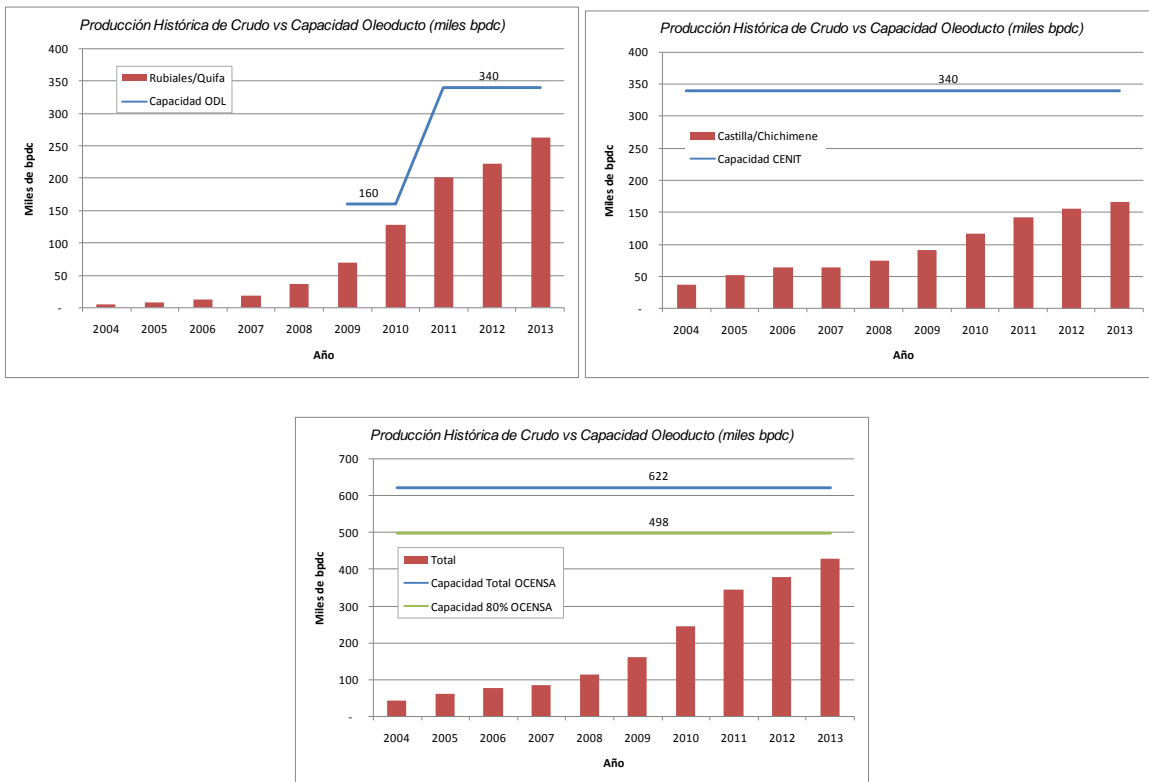 Producción Histórica de Crudo vs Capacidad Oleoducto (miles bpdc)
400
350
300
250
200
150
100
50
-
Miles de bpdc
Rubiales/Quifa
Capacidad ODL
160
340
2004 2005 2006 2007 2008 2009 2010 2011 2012 2013
Año
Producción Histórica de Crudo vs Capacidad Oleoducto (miles bpdc)
400
350
300
250
200
150
100
50
-
Miles de bpdc
340
Castilla/Chichimene
Capacidad CENIT
2004 2005 2006 2007 2008 2009 2010 2011 2012 2013
Año
Producción Histórica de Crudo vs Capacidad Oleoducto (miles bpdc)
700
600
500
400
300
200
100
-
Miles de bpdc
622
498
Total
Capacidad Total OCENSA
Capacidad 80% OCENSA
2004 2005 2006 2007 2008 2009 2010 2011 2012 2013
Año